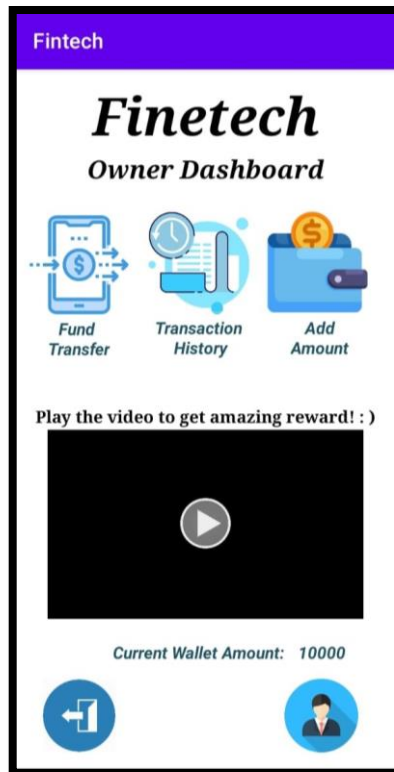 Fintech
Finetech
Owner Dashboard
Fund
Transfer
Transaction
History
Add
Amount
Play the video to get amazing reward! : )
Current Wallet Amount: 10000